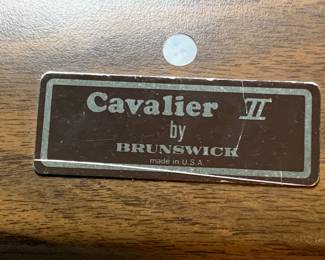 Cavalier II
by
BRUNSWICK
made in U.S.A.